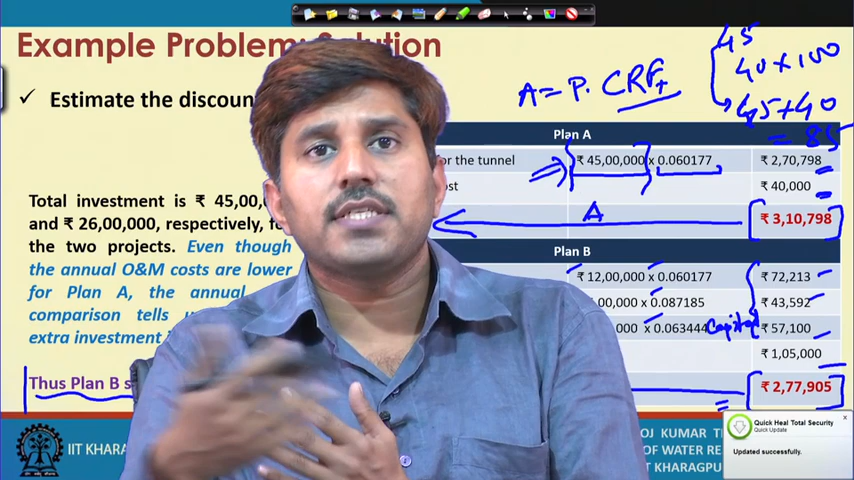 Example Problem: Solution
✓ Estimate the discoun
A = P. CRF
45
40 x 100
45+40
= 85
Plan A
or the tunnel ₹ 45,00,000 x 0.060177 ₹ 2,70,798
ost ₹ 40,000
A ₹ 3,10,798
Plan B
₹ 12,00,000 x 0.060177 ₹ 72,213
00,000 x 0.087185 ₹ 43,592
000 x 0.063444 ₹ 57,100
Capital
₹ 1,05,000
₹ 2,77,905
Total investment is ₹ 45,00,0
and ₹ 26,00,000, respectively, fo
the two projects. Even though
the annual O&M costs are lower
for Plan A, the annual
comparison tells
extra investment
Thus Plan B s
IIT KHARA
OJ KUMAR T
OF WATER RE
T KHARAGPU
Quick Heal Total Security
Quick Update
Updated successfully.